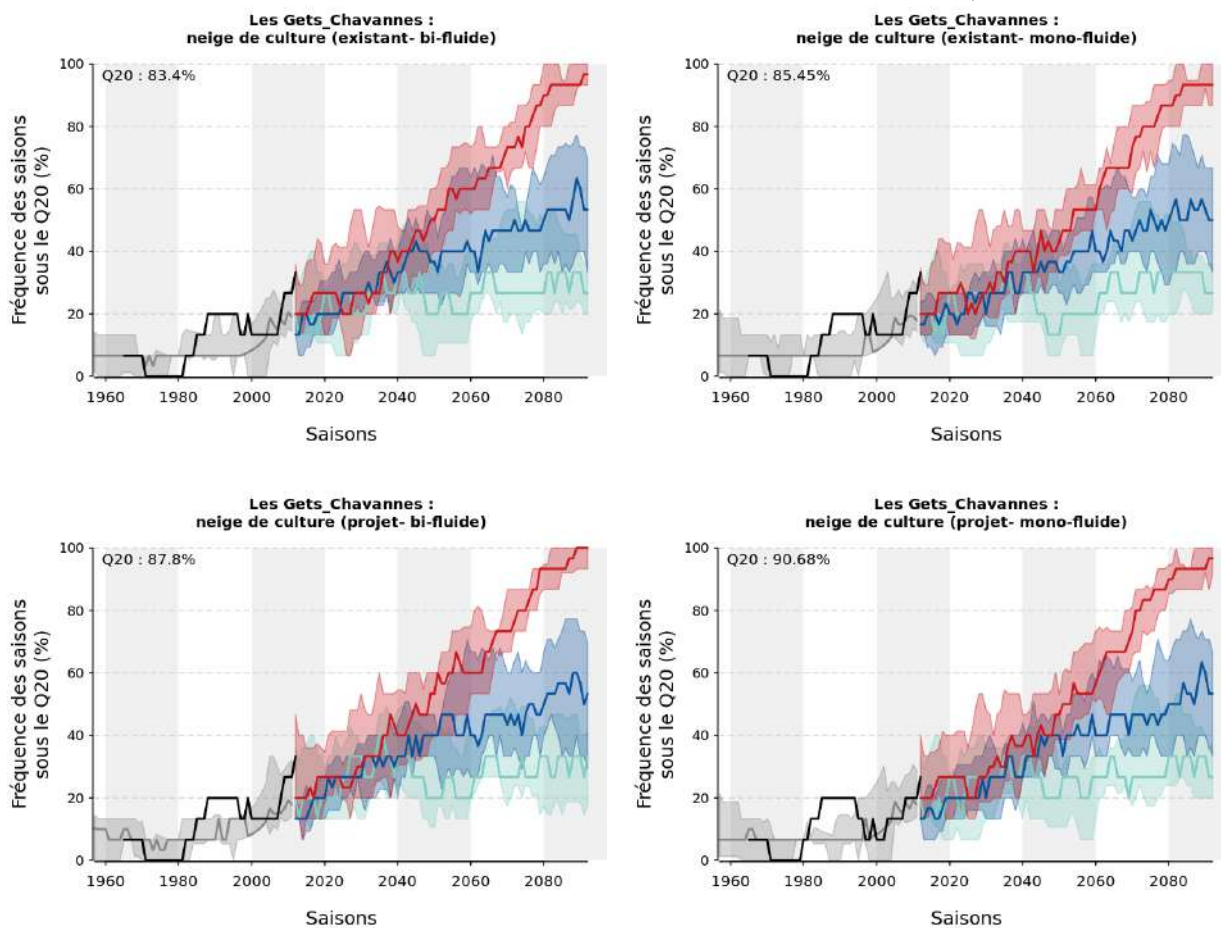 Les Gets_Chavannes :
neige de culture (existant- bi-fluide)
Q20 : 83.4%
100
80
60
40
20
0
Fréquence des saisons
sous le Q20 (%)
1960 1980 2000 2020 2040 2060 2080
Saisons
Les Gets_Chavannes :
neige de culture (existant- mono-fluide)
Q20 : 85.45%
100
80
60
40
20
0
Fréquence des saisons
sous le Q20 (%)
1960 1980 2000 2020 2040 2060 2080
Saisons
Les Gets_Chavannes :
neige de culture (projet- bi-fluide)
Q20 : 87.8%
100
80
60
40
20
0
Fréquence des saisons
sous le Q20 (%)
1960 1980 2000 2020 2040 2060 2080
Saisons
Les Gets_Chavannes :
neige de culture (projet- mono-fluide)
Q20 : 90.68%
100
80
60
40
20
0
Fréquence des saisons
sous le Q20 (%)
1960 1980 2000 2020 2040 2060 2080
Saisons